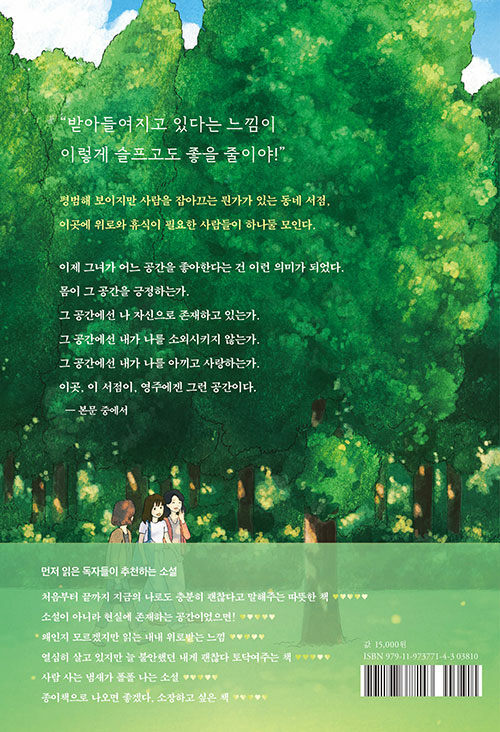 “받아들여지고 있다는 느낌이
이렇게 슬프고도 좋을 줄이야!”
평범해 보이지만 사람을 잡아끄는 뭔가가 있는 동네 서점,
이곳에 위로와 휴식이 필요한 사람들이 하나둘 모인다.
이제 그녀가 어느 공간을 좋아한다는 건 이런 의미가 되었다.
몸이 그 공간을 긍정하는가.
그 공간에선 나 자신으로 존재하고 있는가.
그 공간에선 내가 나를 소외시키지 않는가.
그 공간에선 내가 나를 아끼고 사랑하는가.
이곳, 이 서점이, 영주에겐 그런 공간이다.
— 본문 중에서
먼저 읽은 독자들이 추천하는 소설
처음부터 끝까지 지금의 나로도 충분히 괜찮다고 말해주는 따뜻한 책 ♥♥♥♥♥
소설이 아니라 현실에 존재하는 공간이었으면! ♥♥♥♥♥
왜인지 모르겠지만 읽는 내내 위로받는 느낌 ♥♥♥♥♥
열심히 살고 있지만 늘 불안했던 내게 괜찮다 토닥여주는 책 ♥♥♥♥♥
사람 사는 냄새가 폴폴 나는 소설 ♥♥♥♥♥
종이책으로 나오면 좋겠다. 소장하고 싶은 책 ♥♥♥♥♥
값 15,000원
ISBN 979-11-973771-4-3 03810